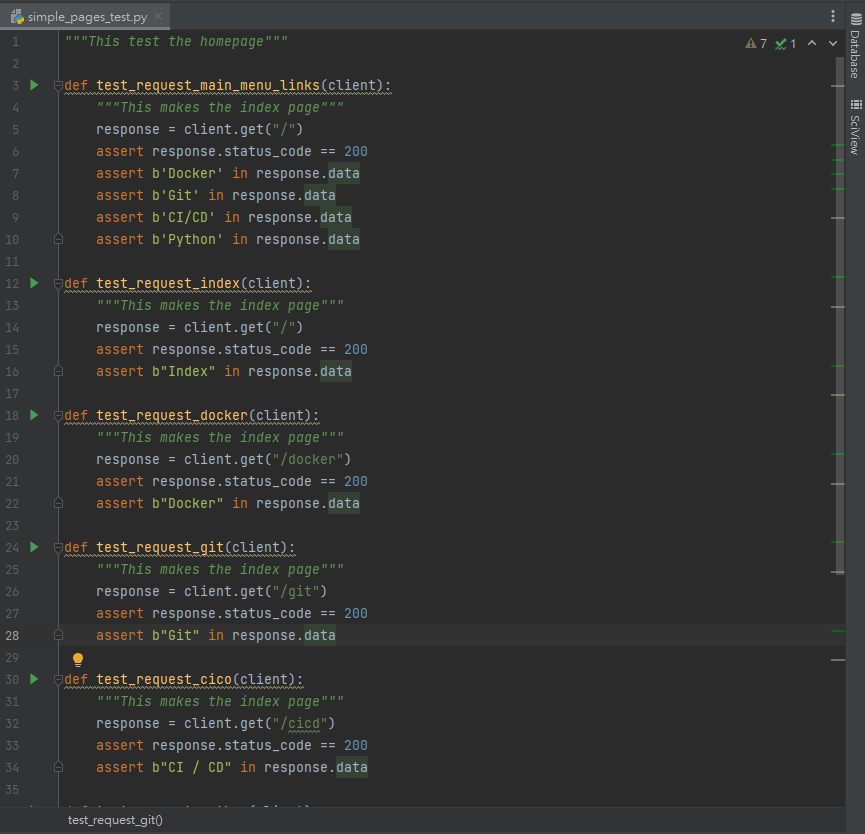 simple_pages_test.py
7 1
Database
SciView
1 """This test the homepage"""
2
3 def test_request_main_menu_links(client):
4 """This makes the index page"""
5 response = client.get("/")
6 assert response.status_code == 200
7 assert b'Docker' in response.data
8 assert b'Git' in response.data
9 assert b'CI/CD' in response.data
10 assert b'Python' in response.data
11
12 def test_request_index(client):
13 """This makes the index page"""
14 response = client.get("/")
15 assert response.status_code == 200
16 assert b"Index" in response.data
17
18 def test_request_docker(client):
19 """This makes the index page"""
20 response = client.get("/docker")
21 assert response.status_code == 200
22 assert b"Docker" in response.data
23
24 def test_request_git(client):
25 """This makes the index page"""
26 response = client.get("/git")
27 assert response.status_code == 200
28 assert b"Git" in response.data
29
30 def test_request_cico(client):
31 """This makes the index page"""
32 response = client.get("/cicd")
33 assert response.status_code == 200
34 assert b"CI / CD" in response.data
35
test_request_git()